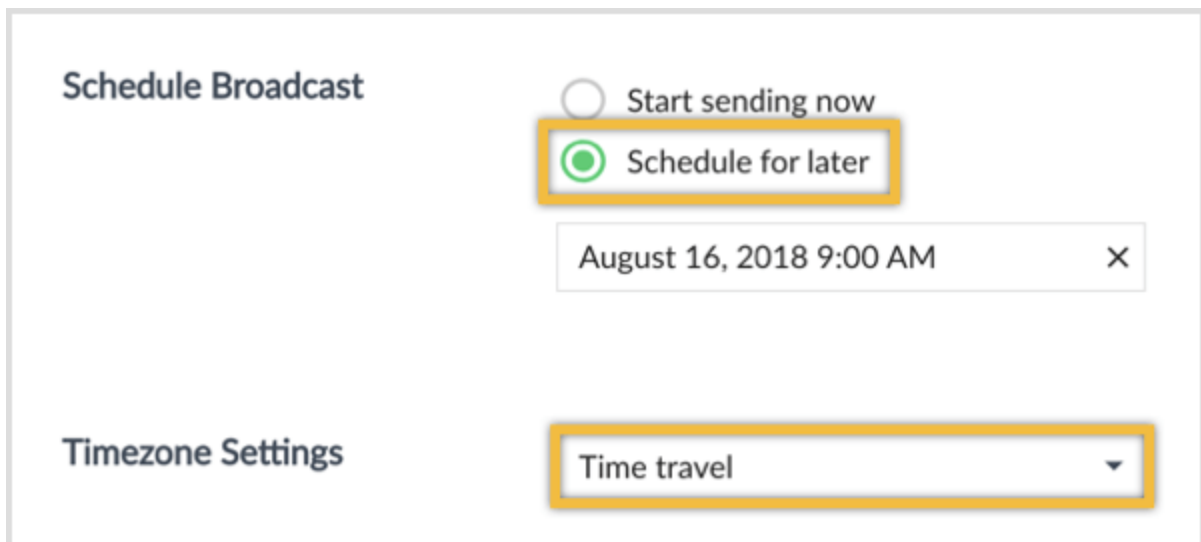 Schedule Broadcast
Start sending now
Schedule for later
August 16, 2018 9:00 AM
Timezone Settings
Time travel